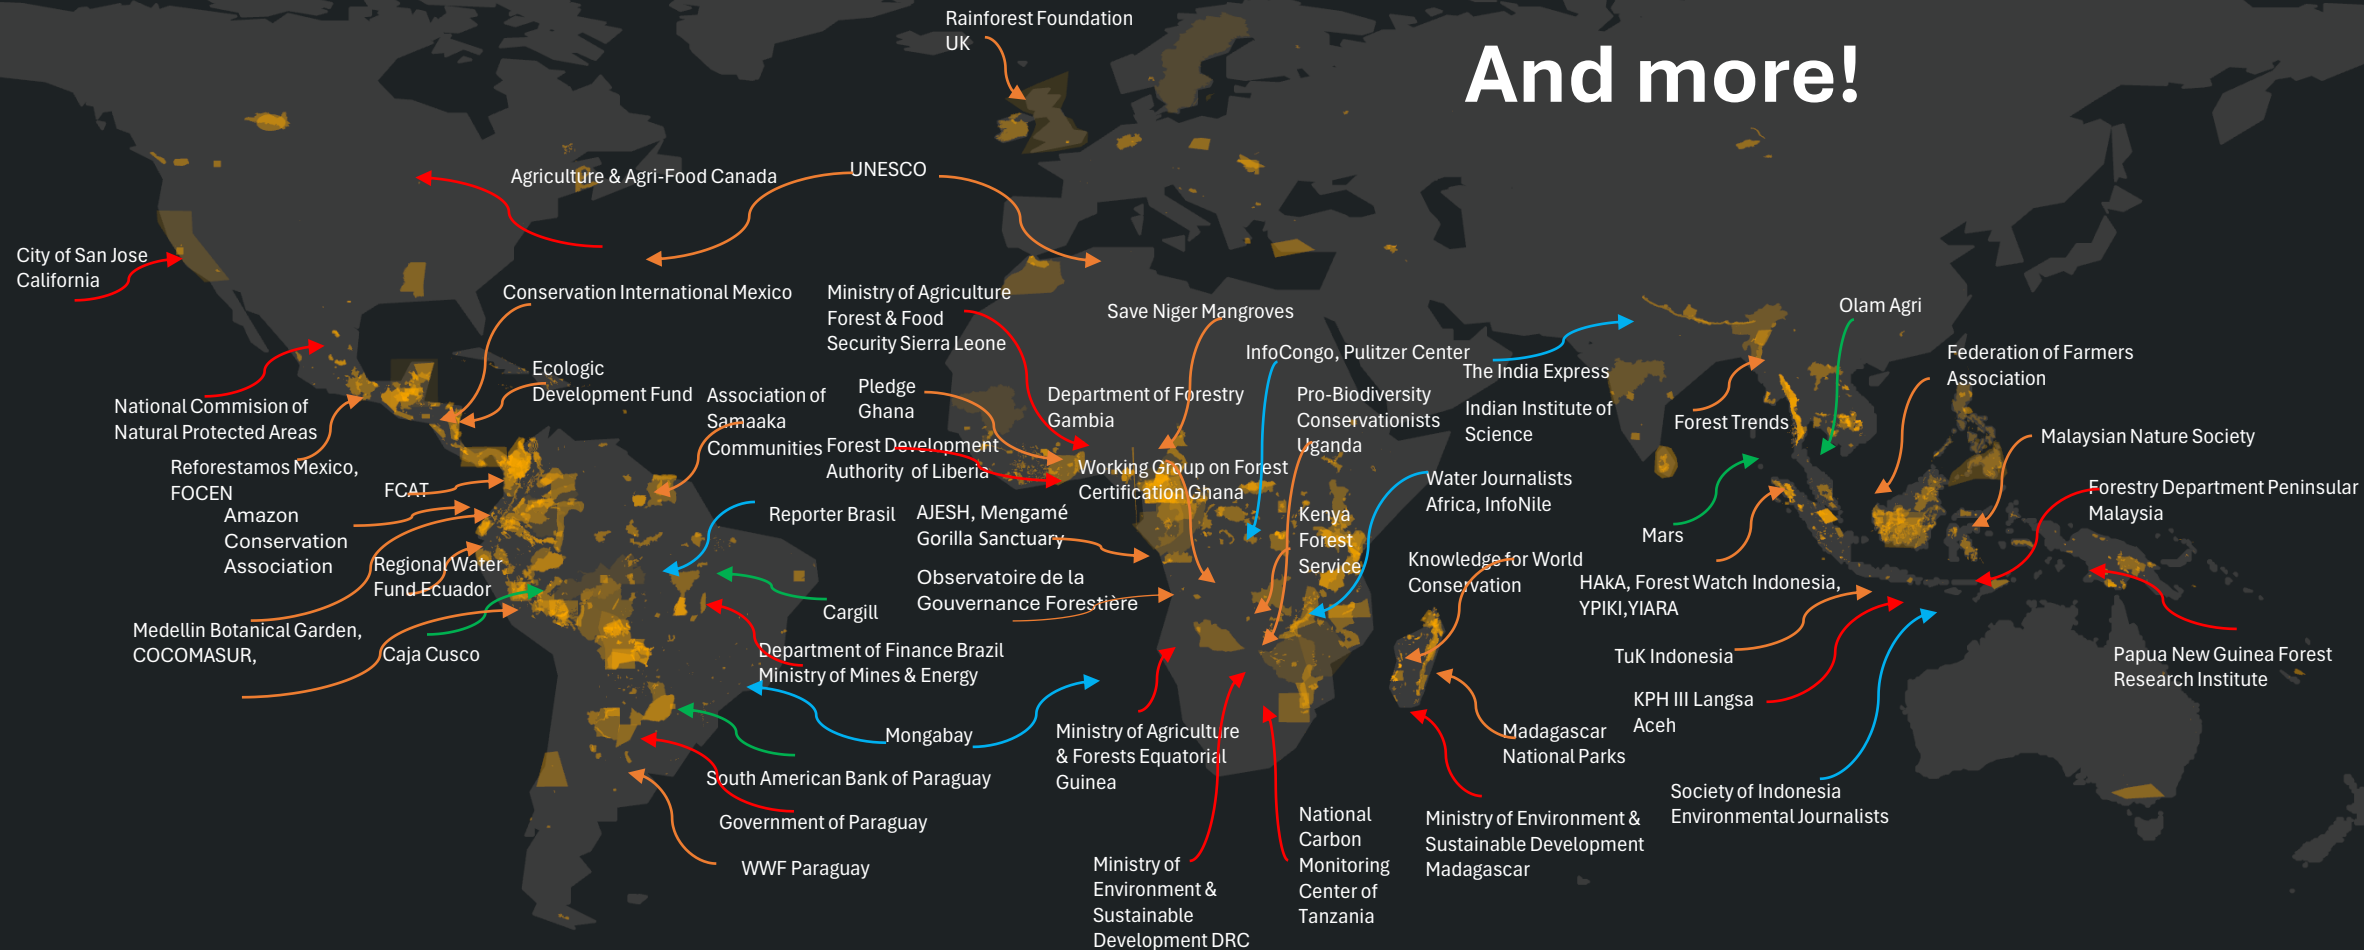 Rainforest Foundation
UK
And more!
Agriculture & Agri-Food Canada
UNESCO
City of San Jose
California
Conservation International Mexico
Ministry of Agriculture
Forest & Food
Security Sierra Leone
Save Niger Mangroves
Olam Agri
InfoCongo, Pulitzer Center
The India Express
Federation of Farmers
Association
Ecologic
Development Fund
Association of
Samaaka
Communities
Pledge
Ghana
Department of Forestry
Gambia
Pro-Biodiversity
Conservationists
Uganda
Indian Institute of
Science
Forest Trends
National Commision of
Natural Protected Areas
Malaysian Nature Society
Forest Development
Authority of Liberia
Working Group on Forest
Certification Ghana
Reforestamos Mexico,
FOCEN
FCAT
Water Journalists
Africa, InfoNile
Forestry Department Peninsular
Malaysia
Amazon
Conservation
Association
Reporter Brasil
AJESH, Mengamé
Gorilla Sanctuary
Kenya
Forest
Service
Mars
Regional Water
Fund Ecuador
Knowledge for World
Conservation
Observatoire de la
Gouvernance Forestière
HAkA, Forest Watch Indonesia,
YPIKI,YIARA
Cargill
Medellin Botanical Garden,
COCOMASUR,
Caja Cusco
Department of Finance Brazil
Ministry of Mines & Energy
TuK Indonesia
Papua New Guinea Forest
Research Institute
KPH III Langsa
Aceh
Mongabay
Ministry of Agriculture
& Forests Equatorial
Guinea
Madagascar
National Parks
South American Bank of Paraguay
Society of Indonesia
Environmental Journalists
Government of Paraguay
National
Carbon
Monitoring
Center of
Tanzania
Ministry of Environment &
Sustainable Development
Madagascar
WWF Paraguay
Ministry of
Environment &
Sustainable
Development DRC